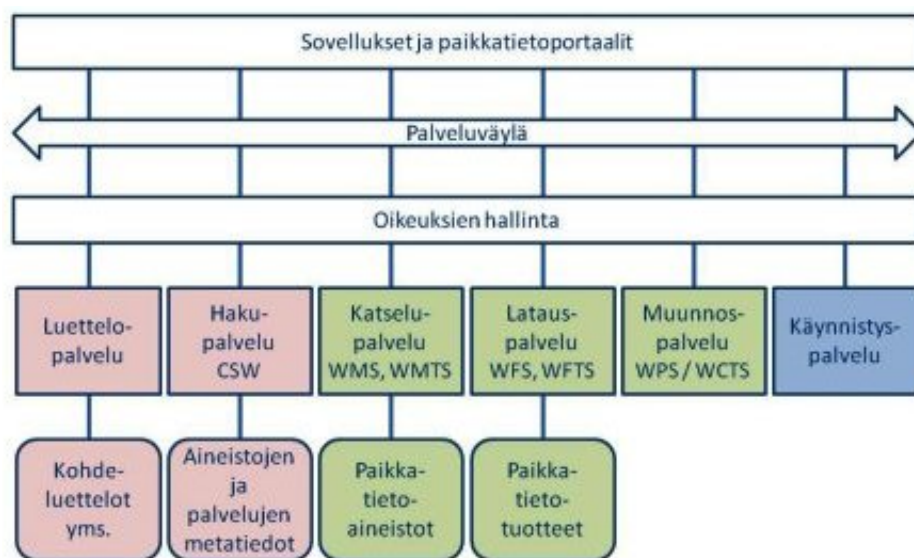 Sovellukset ja paikkatietoportaalit
Palveluväylä
Oikeuksien hallinta
Luettelo-
palvelu
Haku-
palvelu
CSW
Katselu-
palvelu
WMS, WMTS
Lataus-
palvelu
WFS, WFTS
Muunnos-
palvelu
WPS / WCTS
Käynnistys-
palvelu
Kohde-
luettelot
yms.
Aineistojen
ja
palvelujen
metatiedot
Paikka-
tieto-
aineistot
Paikka-
tieto-
tuotteet